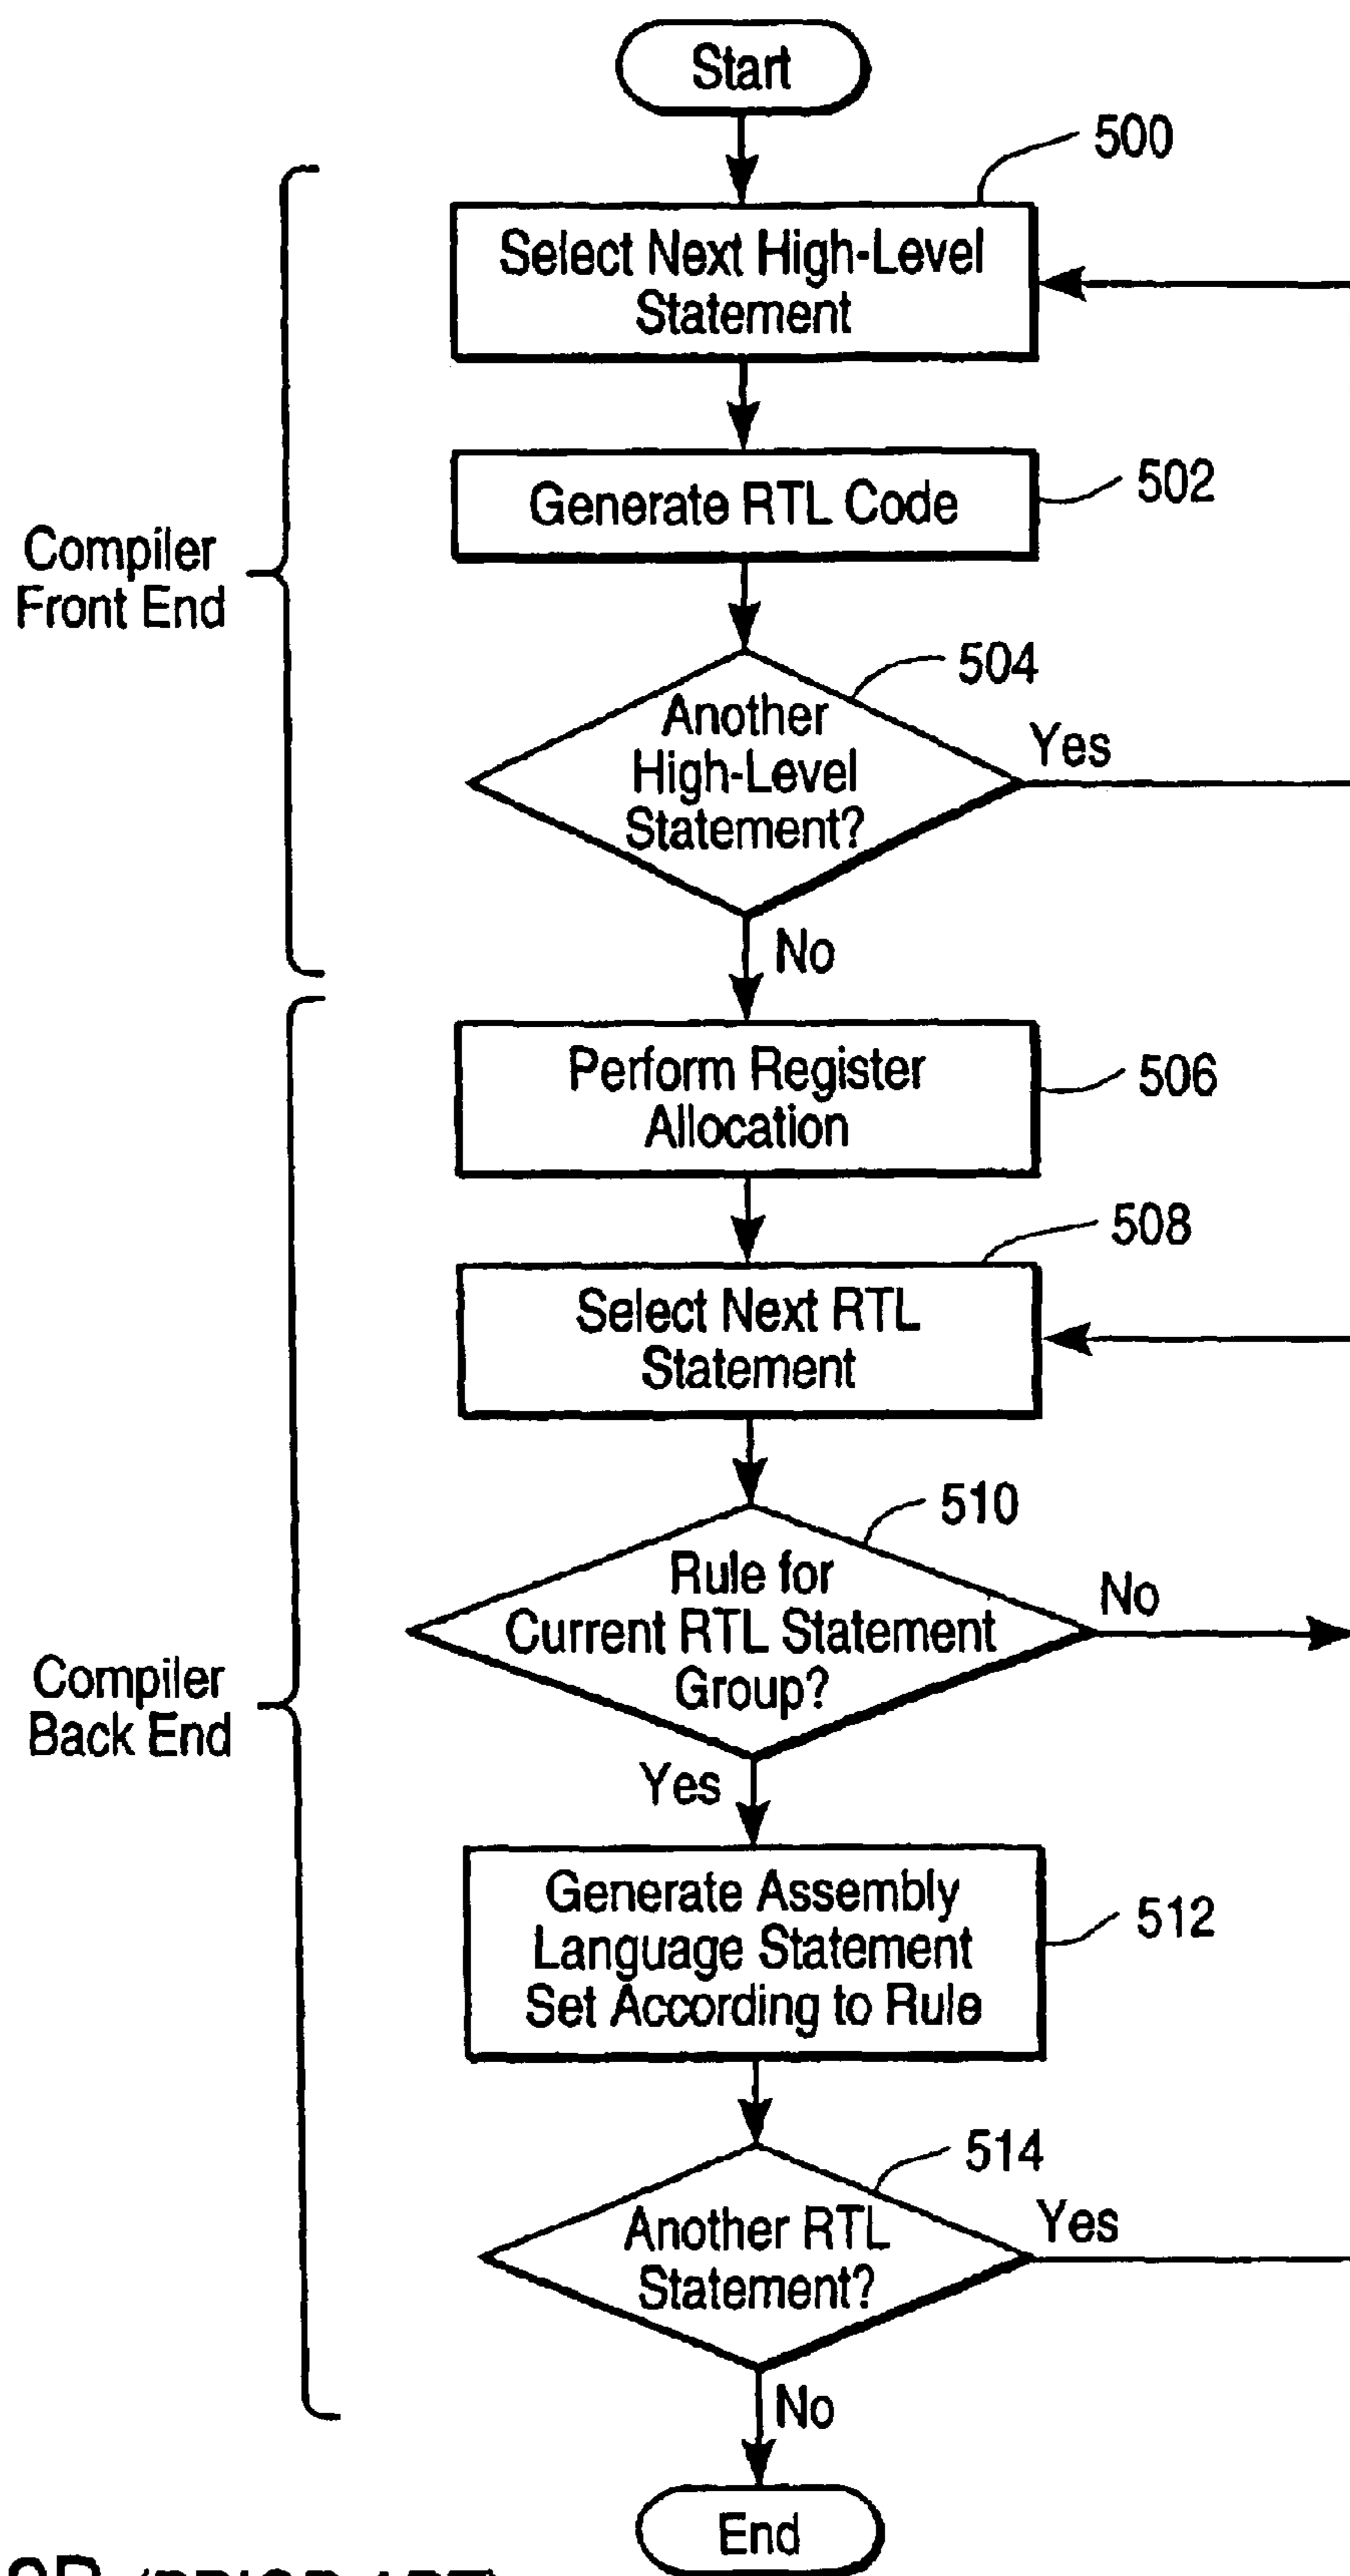 Start
500
Select Next High-Level
Statement
Generate RTL Code
502
Compiler
Front End
504
Another
High-Level
Statement?
Yes
No
Perform Register
Allocation
506
508
Select Next RTL
Statement
510
Rule for
Current RTL Statement
Group?
No
Compiler
Back End
Yes
Generate Assembly
Language Statement
Set According to Rule
512
514
Another RTL
Statement?
Yes
No
End